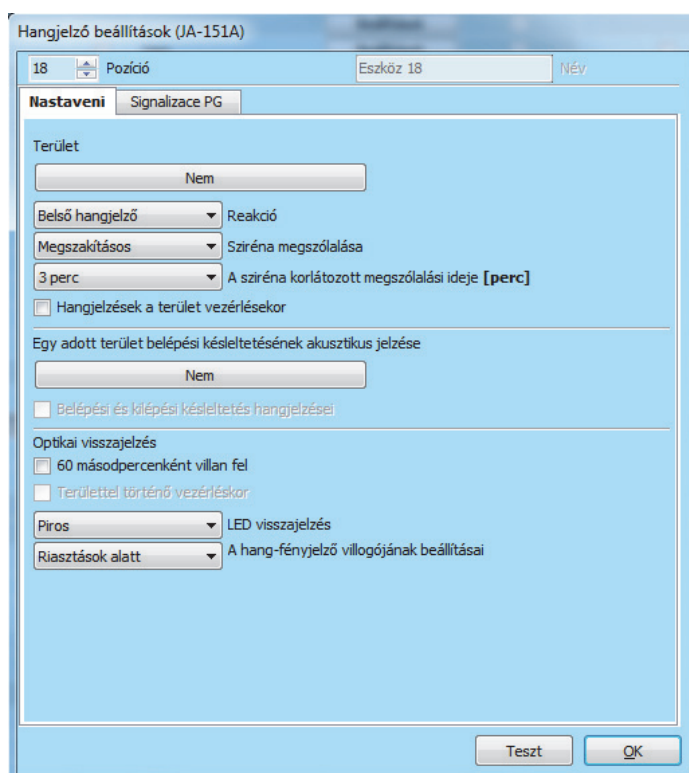 Hangjelző beállítások (JA-151A)
18 Pozíció Eszköz 18 Név
Nastaveni Signalizace PG
Terület
Nem
Belső hangjelző Reakció
Megszakításos Sziréna megszólalása
3 perc A sziréna korlátozott megszólalási ideje [perc]
Hangjelzések a terület vezérlésekor
Egy adott terület belépési késleltetésének akusztikus jelzése
Nem
Belépési és kilépési késleltetés hangjelzései
Optikai visszajelzés
60 másodpercenként villan fel
Területtel történő vezérléskor
Piros LED visszajelzés
Riasztások alatt A hang-fényjelző villogójának beállításai
Teszt OK